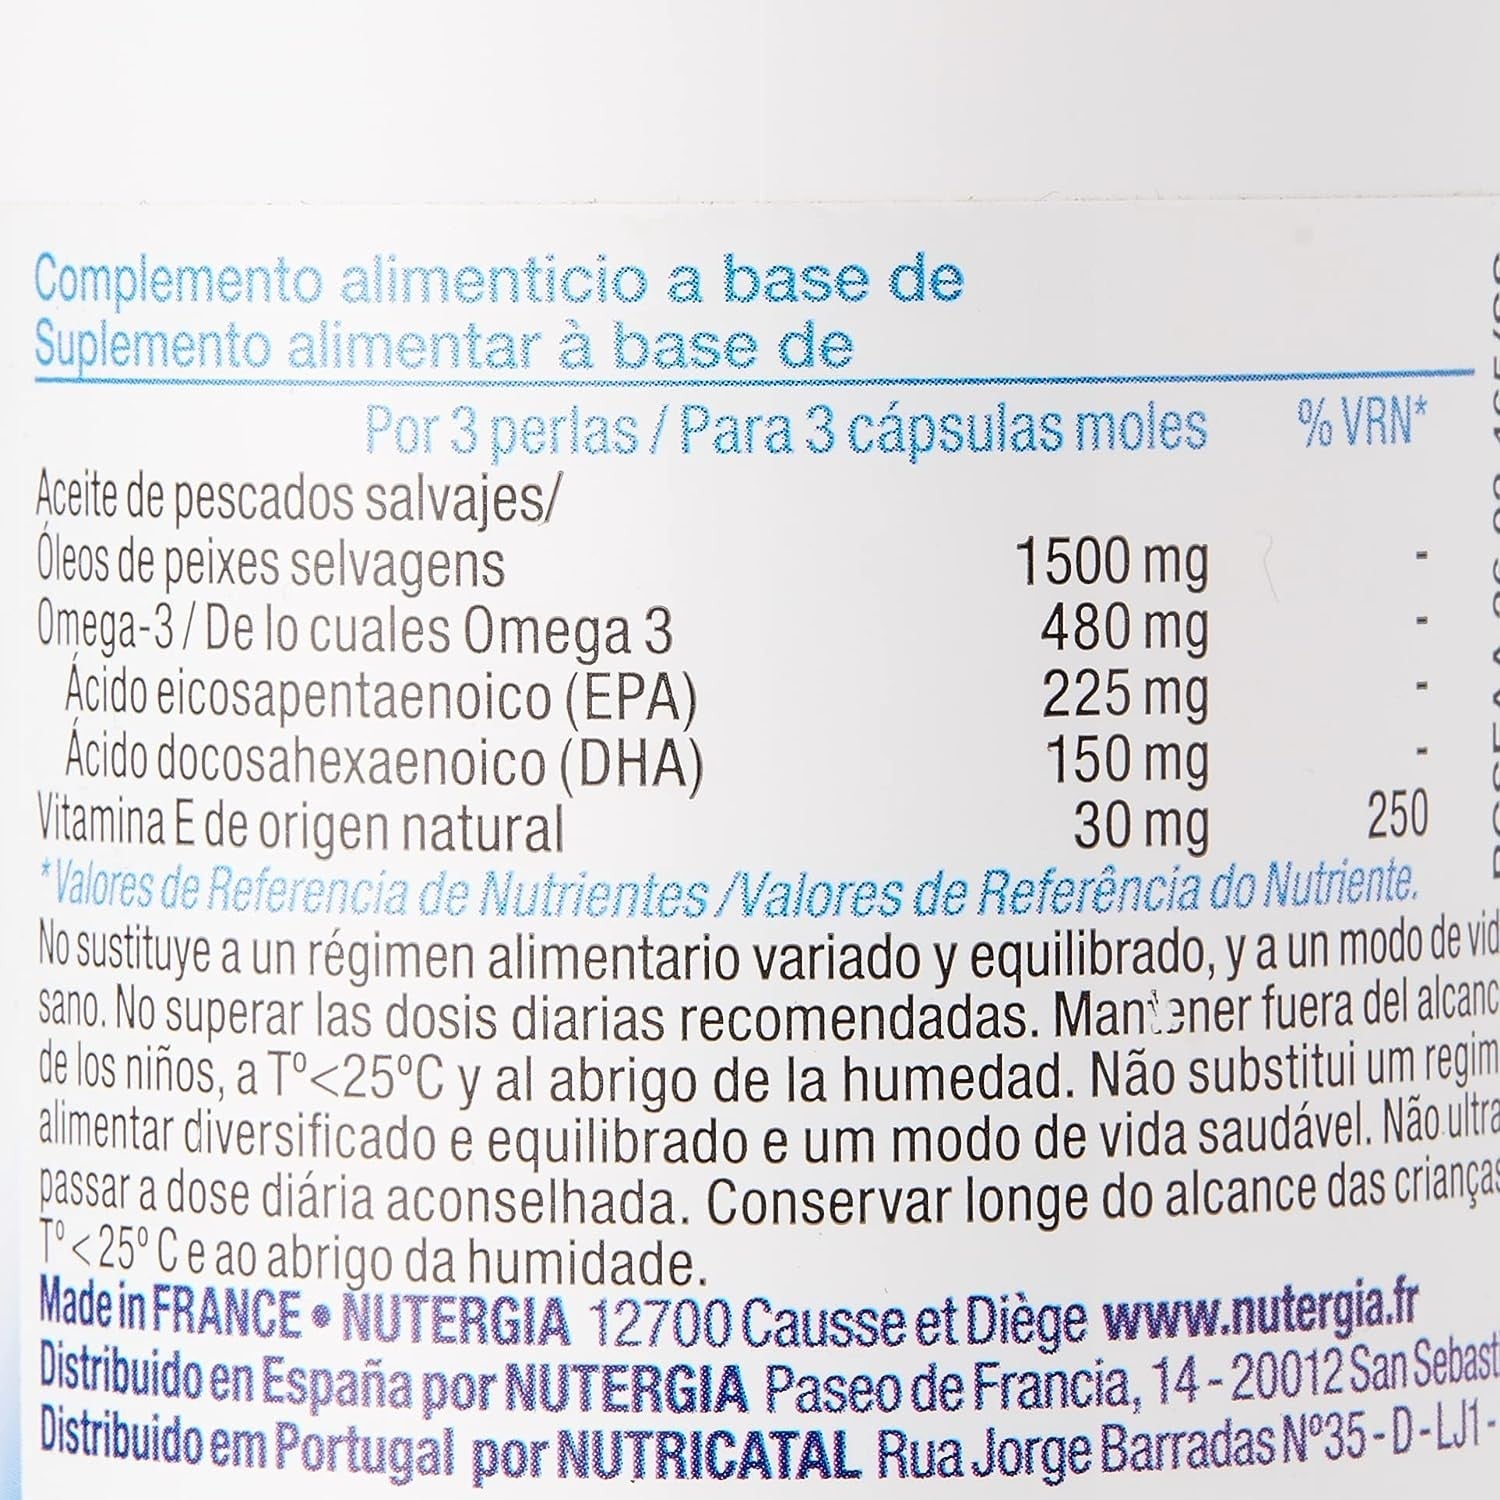 Complemento alimenticio a base de
Suplemento alimentar à base de
Por 3 perlas / Para 3 cápsulas moles % VRN*
Aceite de pescados salvajes/
Óleos de peixes selvagens 1500 mg -
Omega-3 / De lo cuales Omega 3 480 mg -
Ácido eicosapentaenoico (EPA) 225 mg -
Ácido docosahexaenoico (DHA) 150 mg -
Vitamina E de origen natural 30 mg 250
*Valores de Referencia de Nutrientes /Valores de Referência do Nutriente.
No sustituye a un régimen alimentario variado y equilibrado, y a un modo de vid
sano. No superar las dosis diarias recomendadas. Mantener fuera del alcanc
de los niños, a Tº<25ºC y al abrigo de la humedad. Não substitui um regim
alimentar diversificado e equilibrado e um modo de vida saudável. Não ultra
passar a dose diária aconselhada. Conservar longe do alcance das crianças
Tº<25º C e ao abrigo da humidade.
Made in FRANCE • NUTERGIA 12700 Causse et Diège www.nutergia.fr
Distribuido en España por NUTERGIA Paseo de Francia, 14 - 20012 San Sebast
Distribuido em Portugal por NUTRICATAL Rua Jorge Barradas Nº35 - D - LJ1 -